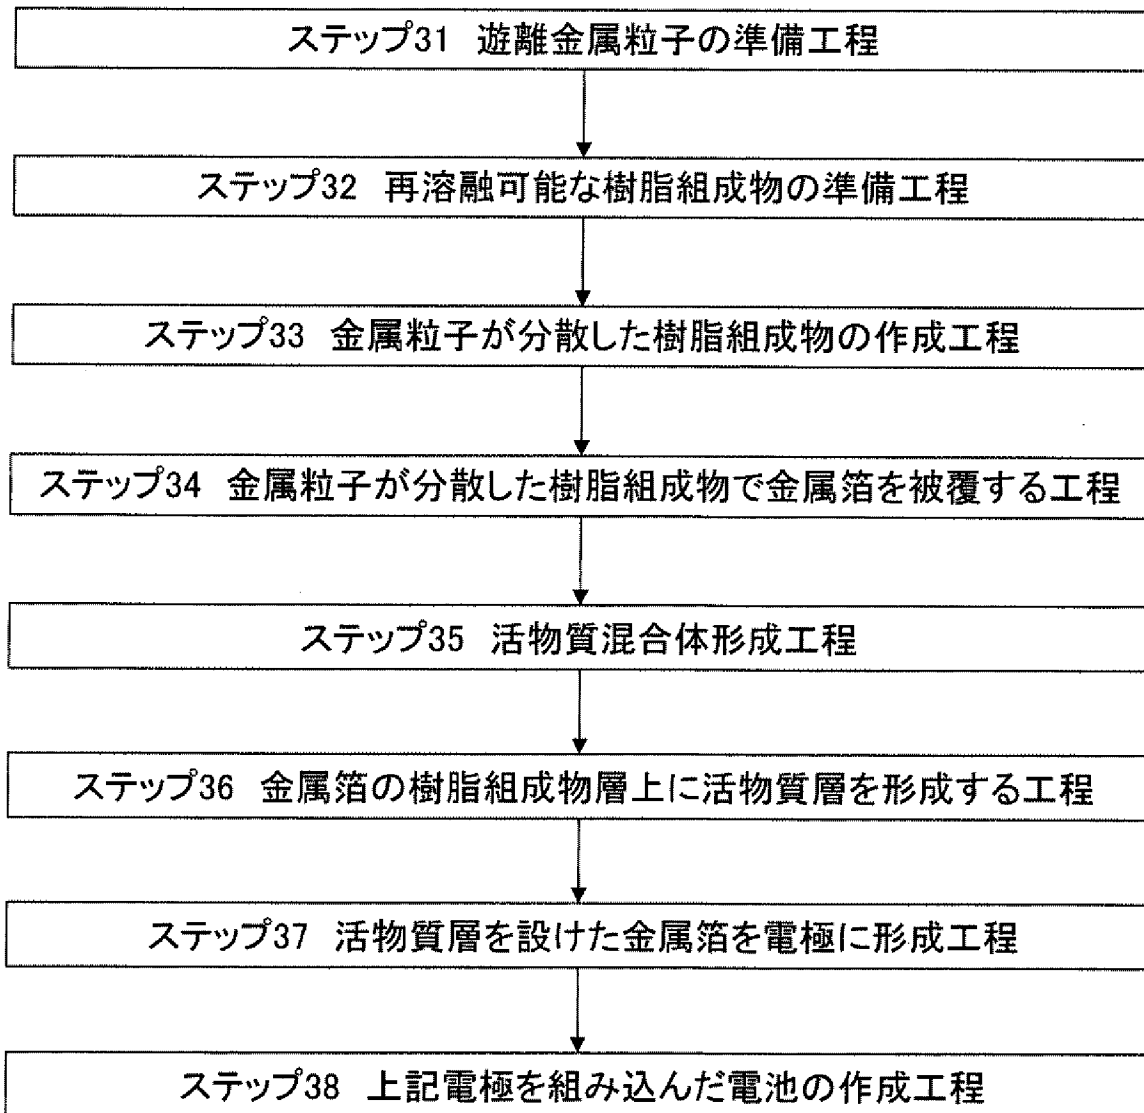 ステップ31 遊離金属粒子の準備工程
ステップ32 再溶融可能な樹脂組成物の準備工程
ステップ33 金属粒子が分散した樹脂組成物の作成工程
ステップ34 金属粒子が分散した樹脂組成物で金属箔を被覆する工程
ステップ35 活物質混合体形成工程
ステップ36 金属箔の樹脂組成物層上に活物質層を形成する工程
ステップ37 活物質層を設けた金属箔を電極に形成工程
ステップ38 上記電極を組み込んだ電池の作成工程